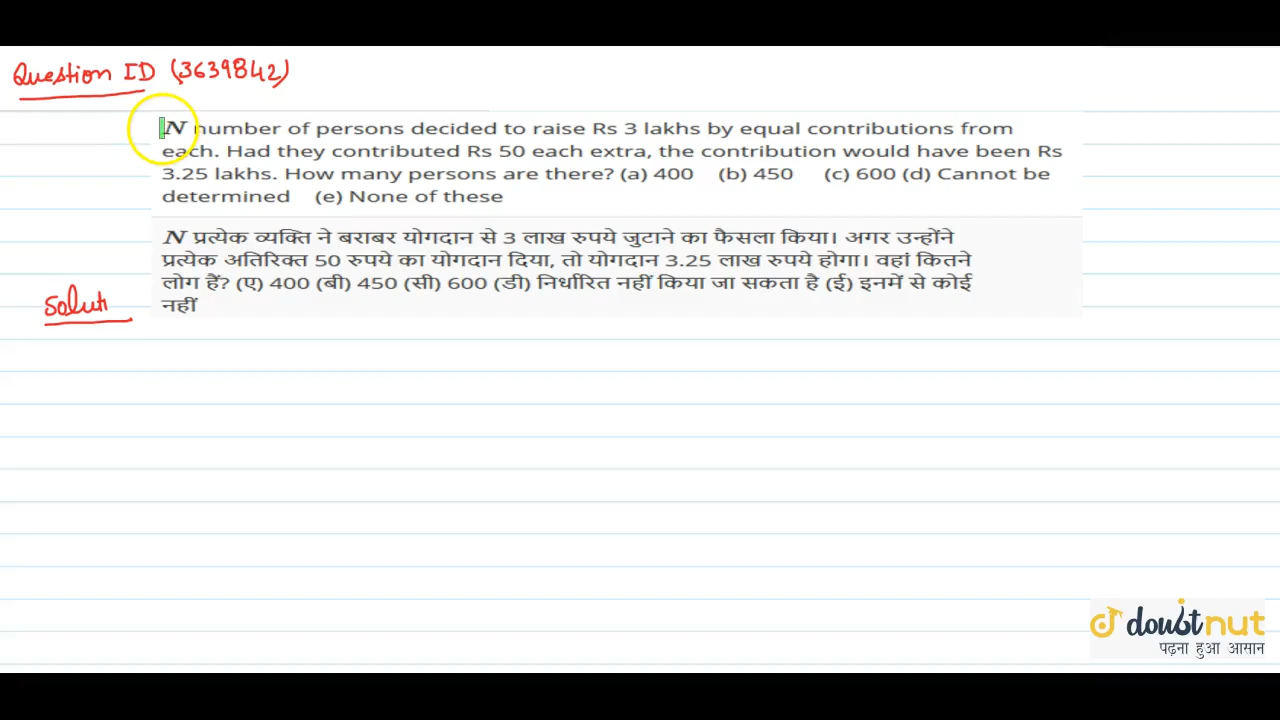 Question ID (3639842)
N number of persons decided to raise Rs 3 lakhs by equal contributions from
each. Had they contributed Rs 50 each extra, the contribution would have been Rs
3.25 lakhs. How many persons are there? (a) 400 (b) 450 (c) 600 (d) Cannot be
determined (e) None of these
N प्रत्येक व्यक्ति ने बराबर योगदान से 3 लाख रुपये जुटाने का फैसला किया। अगर उन्होंने
प्रत्येक अतिरिक्त 50 रुपये का योगदान दिया, तो योगदान 3.25 लाख रुपये होगा। वहां कितने
लोग हैं? (ए) 400 (बी) 450 (सी) 600 (डी) निर्धारित नहीं किया जा सकता है (ई) इनमें से कोई
नहीं
Solut
doubtnut
पढ़ना हुआ आसान